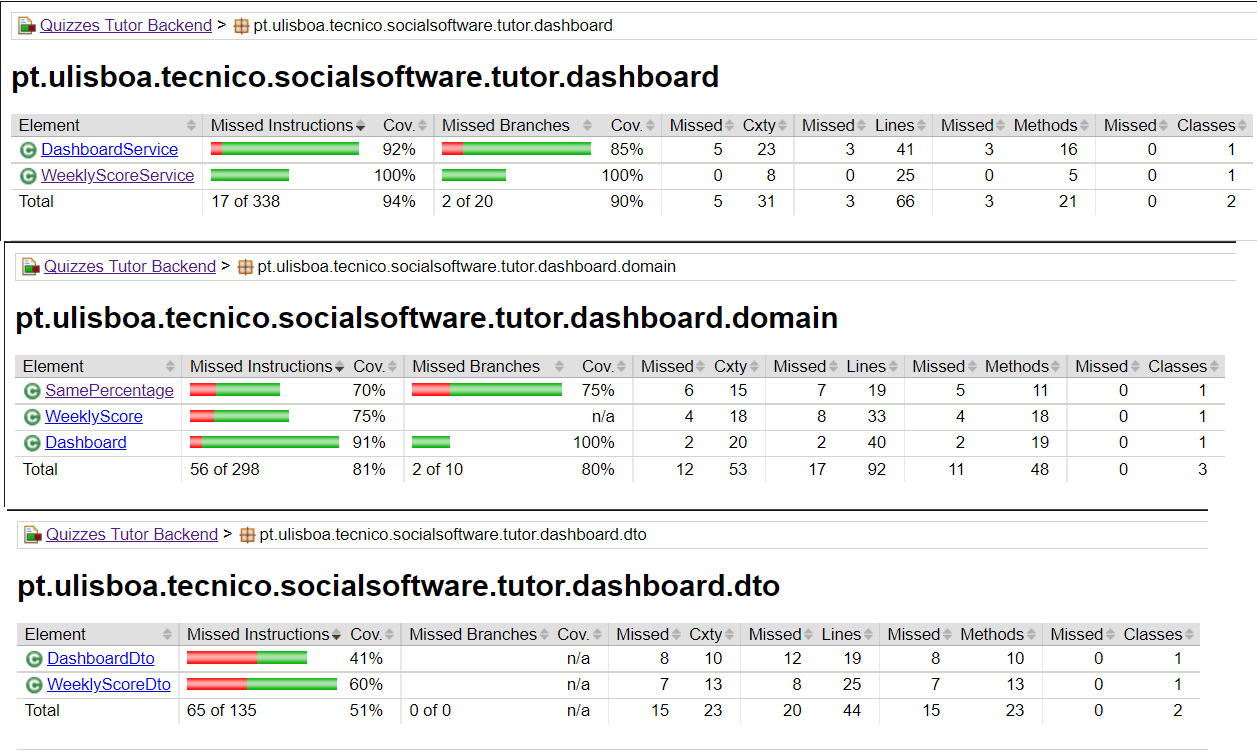 Quizzes Tutor Backend > pt.ulisboa.tecnico.socialsoftware.tutor.dashboard
pt.ulisboa.tecnico.socialsoftware.tutor.dashboard
Element Missed Instructions Cov. Missed Branches Cov. Missed Cxty Missed Lines Missed Methods Missed Classes
DashboardService 92% 85% 5 23 3 41 3 16 0 1
WeeklyScoreService 100% 100% 0 8 0 25 0 5 0 1
Total 17 of 338 94% 2 of 20 90% 5 31 3 66 3 21 0 2
Quizzes Tutor Backend > pt.ulisboa.tecnico.socialsoftware.tutor.dashboard.domain
pt.ulisboa.tecnico.socialsoftware.tutor.dashboard.domain
Element Missed Instructions Cov. Missed Branches Cov. Missed Cxty Missed Lines Missed Methods Missed Classes
SamePercentage 70% 75% 6 15 7 19 5 11 0 1
WeeklyScore 75% n/a 4 18 8 33 4 18 0 1
Dashboard 91% 100% 2 20 2 40 2 19 0 1
Total 56 of 298 81% 2 of 10 80% 12 53 17 92 11 48 0 3
Quizzes Tutor Backend > pt.ulisboa.tecnico.socialsoftware.tutor.dashboard.dto
pt.ulisboa.tecnico.socialsoftware.tutor.dashboard.dto
Element Missed Instructions Cov. Missed Branches Cov. Missed Cxty Missed Lines Missed Methods Missed Classes
DashboardDto 41% n/a 8 10 12 19 8 10 0 1
WeeklyScoreDto 60% n/a 7 13 8 25 7 13 0 1
Total 65 of 135 51% 0 of 0 n/a 15 23 20 44 15 23 0 2